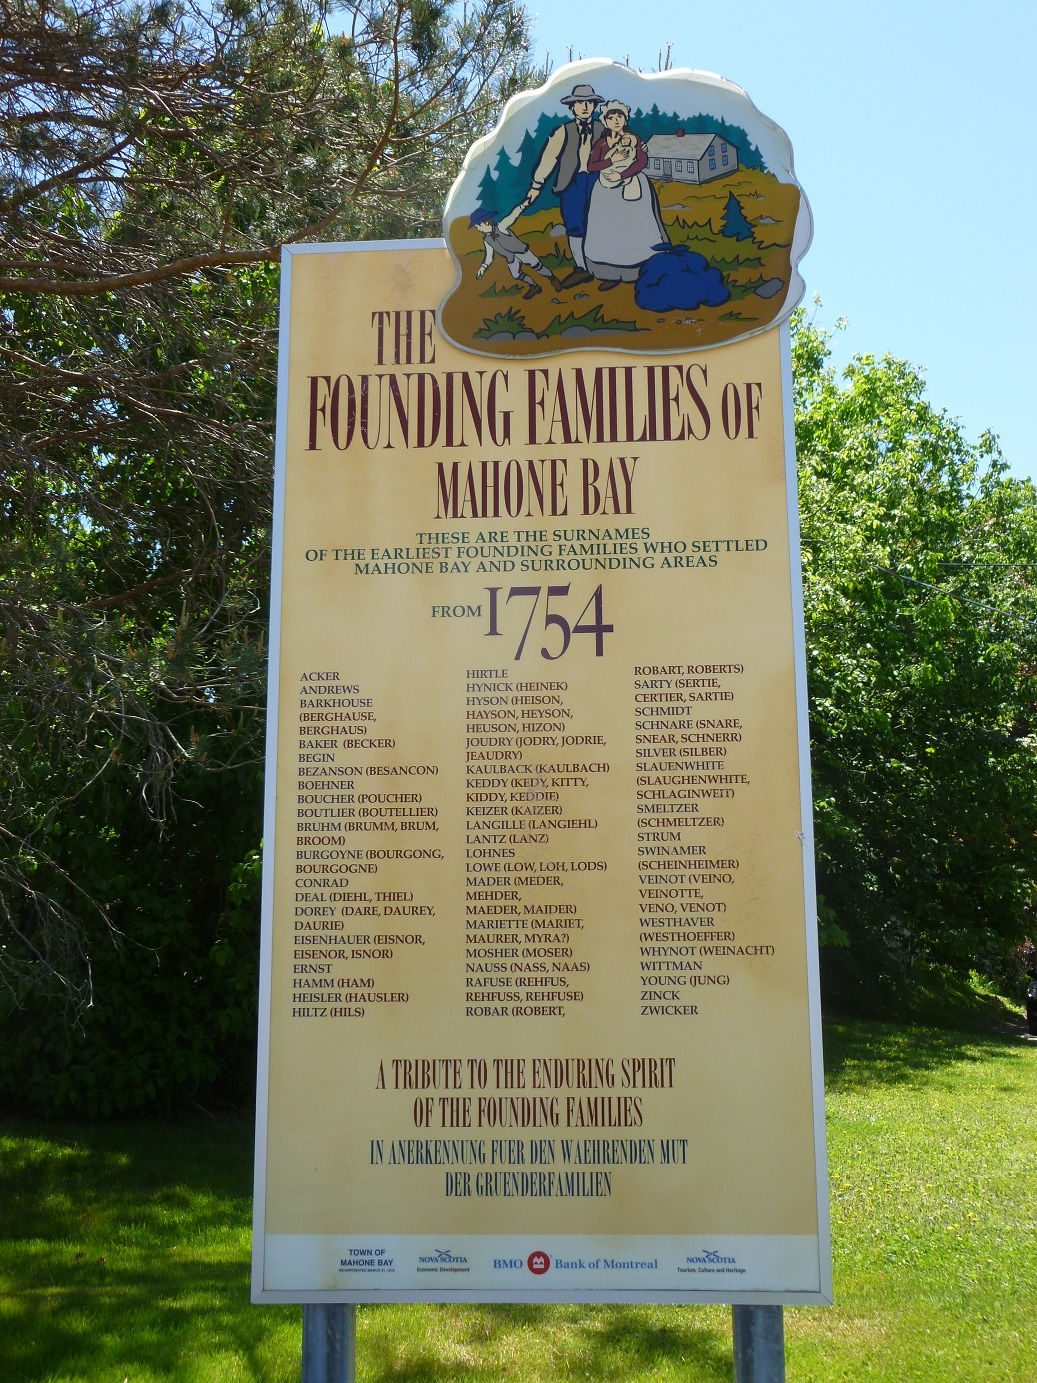 THE
FOUNDING FAMILIES OF
MAHONE BAY
THESE ARE THE SURNAMES
OF THE EARLIEST FOUNDING FAMILIES WHO SETTLED
MAHONE BAY AND SURROUNDING AREAS
FROM 1754
ACKER
ANDREWS
BARKHOUSE
(BERGHAUSE,
BERGHAUS)
BAKER (BECKER)
BEGIN
BEZANSON (BESANCON)
BOEHNER
BOUCHER (POUCHER)
BOUTLIER (BOUTELLIER)
BRUHM (BRUMM, BRUM,
BROOM)
BURGOYNE (BOURGONG,
BOURGOGNE)
CONRAD
DEAL (DIEHL, THIEL)
DOREY (DARE, DAUREY,
DAURIE)
EISENHAUER (EISNOR,
EISENOR, ISNOR)
ERNST
HAMM (HAM)
HEISLER (HAUSLER)
HILTZ (HILS)
HIRTLE
HYNICK (HEINEK)
HYSON (HEISON,
HAYSON, HEYSON,
HEUSON, HIZON)
JOUDRY (JODRY, JODRIE,
JEAUDRY)
KAULBACK (KAULBACH)
KEDDY (KEDY, KITTY,
KIDDY, KEDDIE)
KEIZER (KAIZER)
LANGILLE (LANGIEHL)
LANTZ (LANZ)
LOHNES
LOWE (LOW, LOH, LODS)
MADER (MEDER,
MEHDER,
MAEDER, MAIDER)
MARIETTE (MARIET,
MAURER, MYRA?)
MOSHER (MOSER)
NAUSS (NASS, NAAS)
RAFUSE (REHFUS,
REHFUSS, REHFUSE)
ROBAR (ROBERT,
ROBART, ROBERTS)
SARTY (SERTIE,
CERTIER, SARTIE)
SCHMIDT
SCHNARE (SNARE,
SNEAR, SCHNERR)
SILVER (SILBER)
SLAUENWHITE
(SLAUGHENWHITE,
SCHLAGINWEIT)
SMELTZER
(SCHMELTZER)
STRUM
SWINAMER
(SCHEINHEIMER)
VEINOT (VEINO,
VEINOTTE,
VENO, VENOT)
WESTHAVER
(WESTHOEFFER)
WHYNOT (WEINACHT)
WITTMAN
YOUNG (JUNG)
ZINCK
ZWICKER
A TRIBUTE TO THE ENDURING SPIRIT
OF THE FOUNDING FAMILIES
IN ANERKENNUNG FUER DEN WAEHRENDEN MUT
DER GRUENDERFAMILIEN
TOWN OF
MAHONE BAY
NOVA SCOTIA
Economic Development
BMO Bank of Montreal
NOVA SCOTIA
Tourism, Culture and Heritage